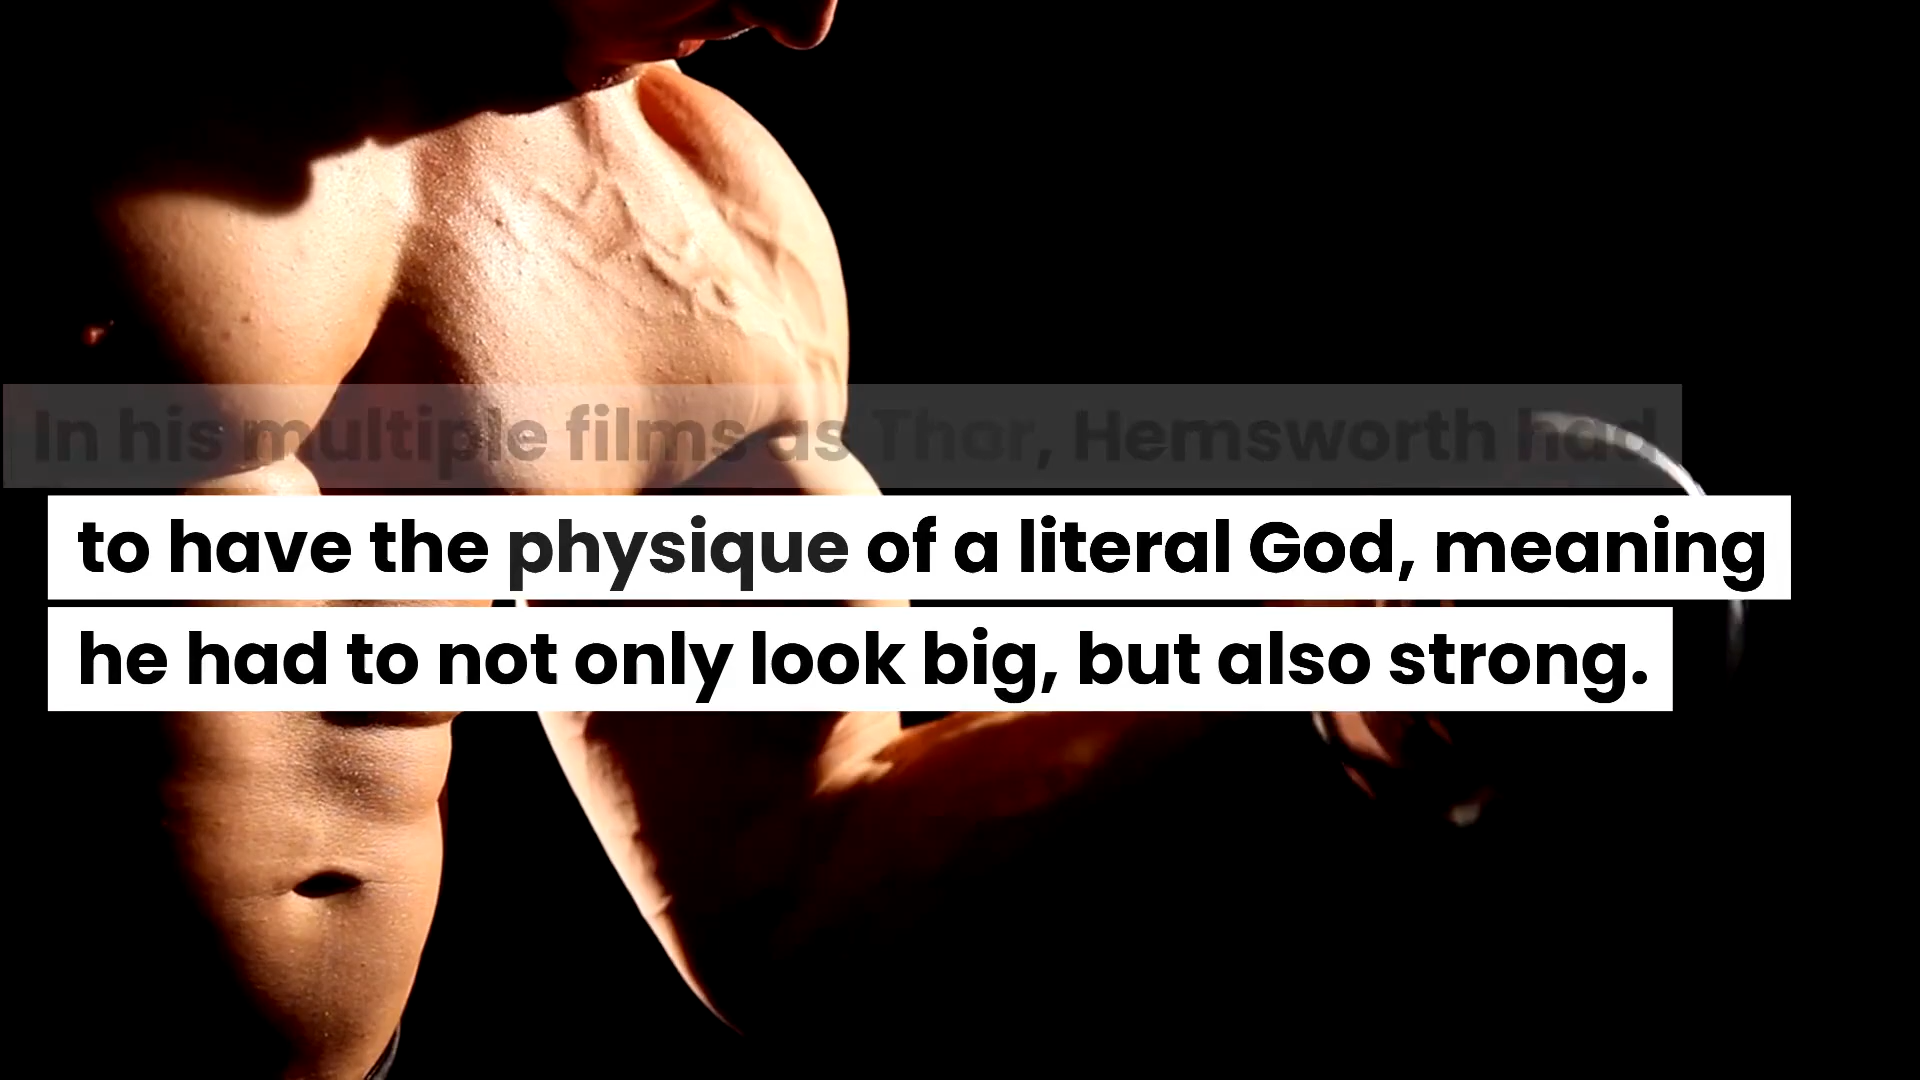 In his multiple films as Thor, Hemsworth had
to have the physique of a literal God, meaning
he had to not only look big, but also strong.